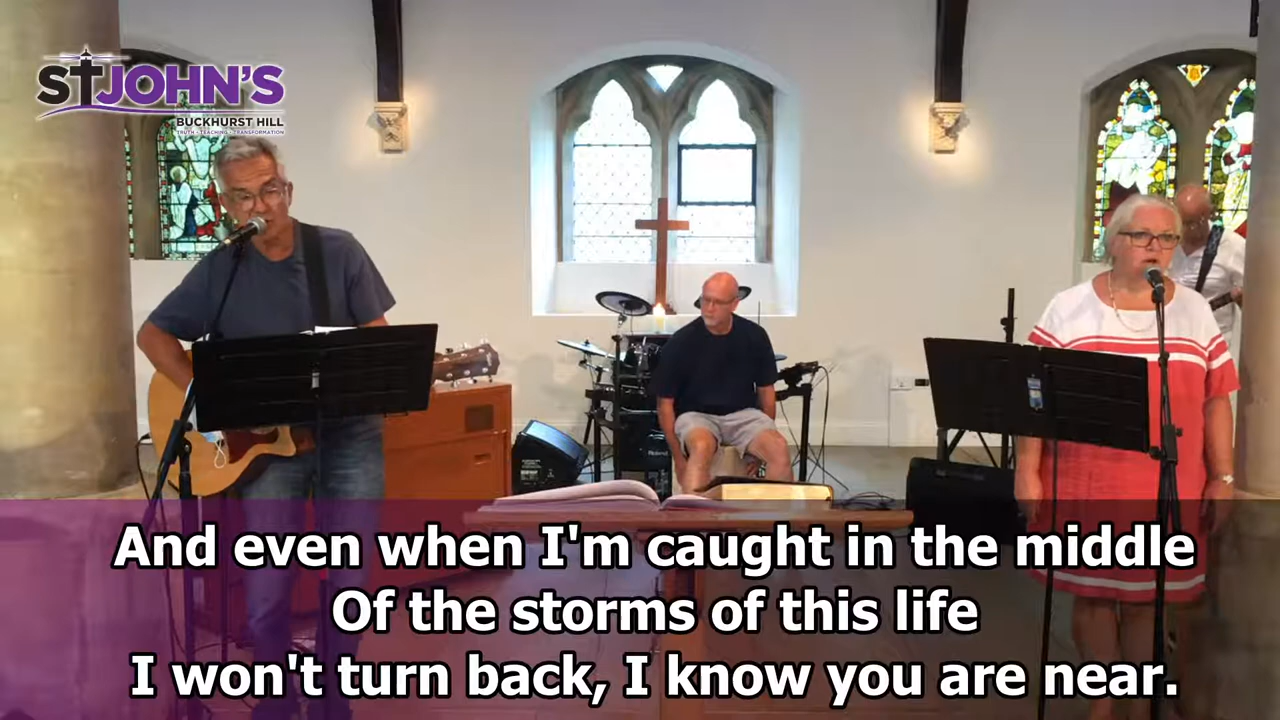 ST JOHN'S
BUCKHURST HILL
TRUTH • TEACHING • TRANSFORMATION
Roland
And even when I'm caught in the middle
Of the storms of this life
I won't turn back, I know you are near.